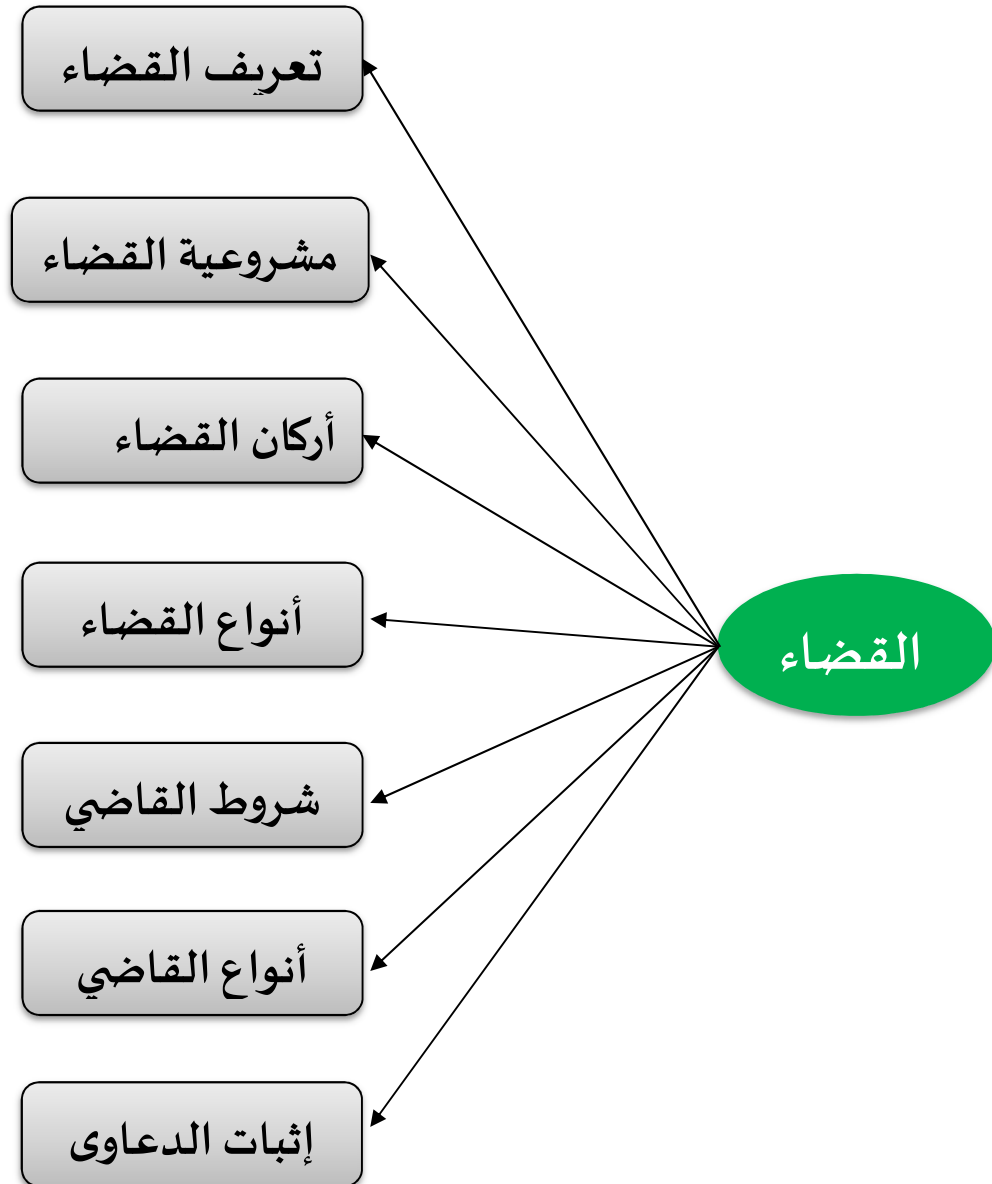 القضاء
تعريف القضاء
مشروعية القضاء
أركان القضاء
أنواع القضاء
شروط القاضي
أنواع القاضي
إثبات الدعاوى